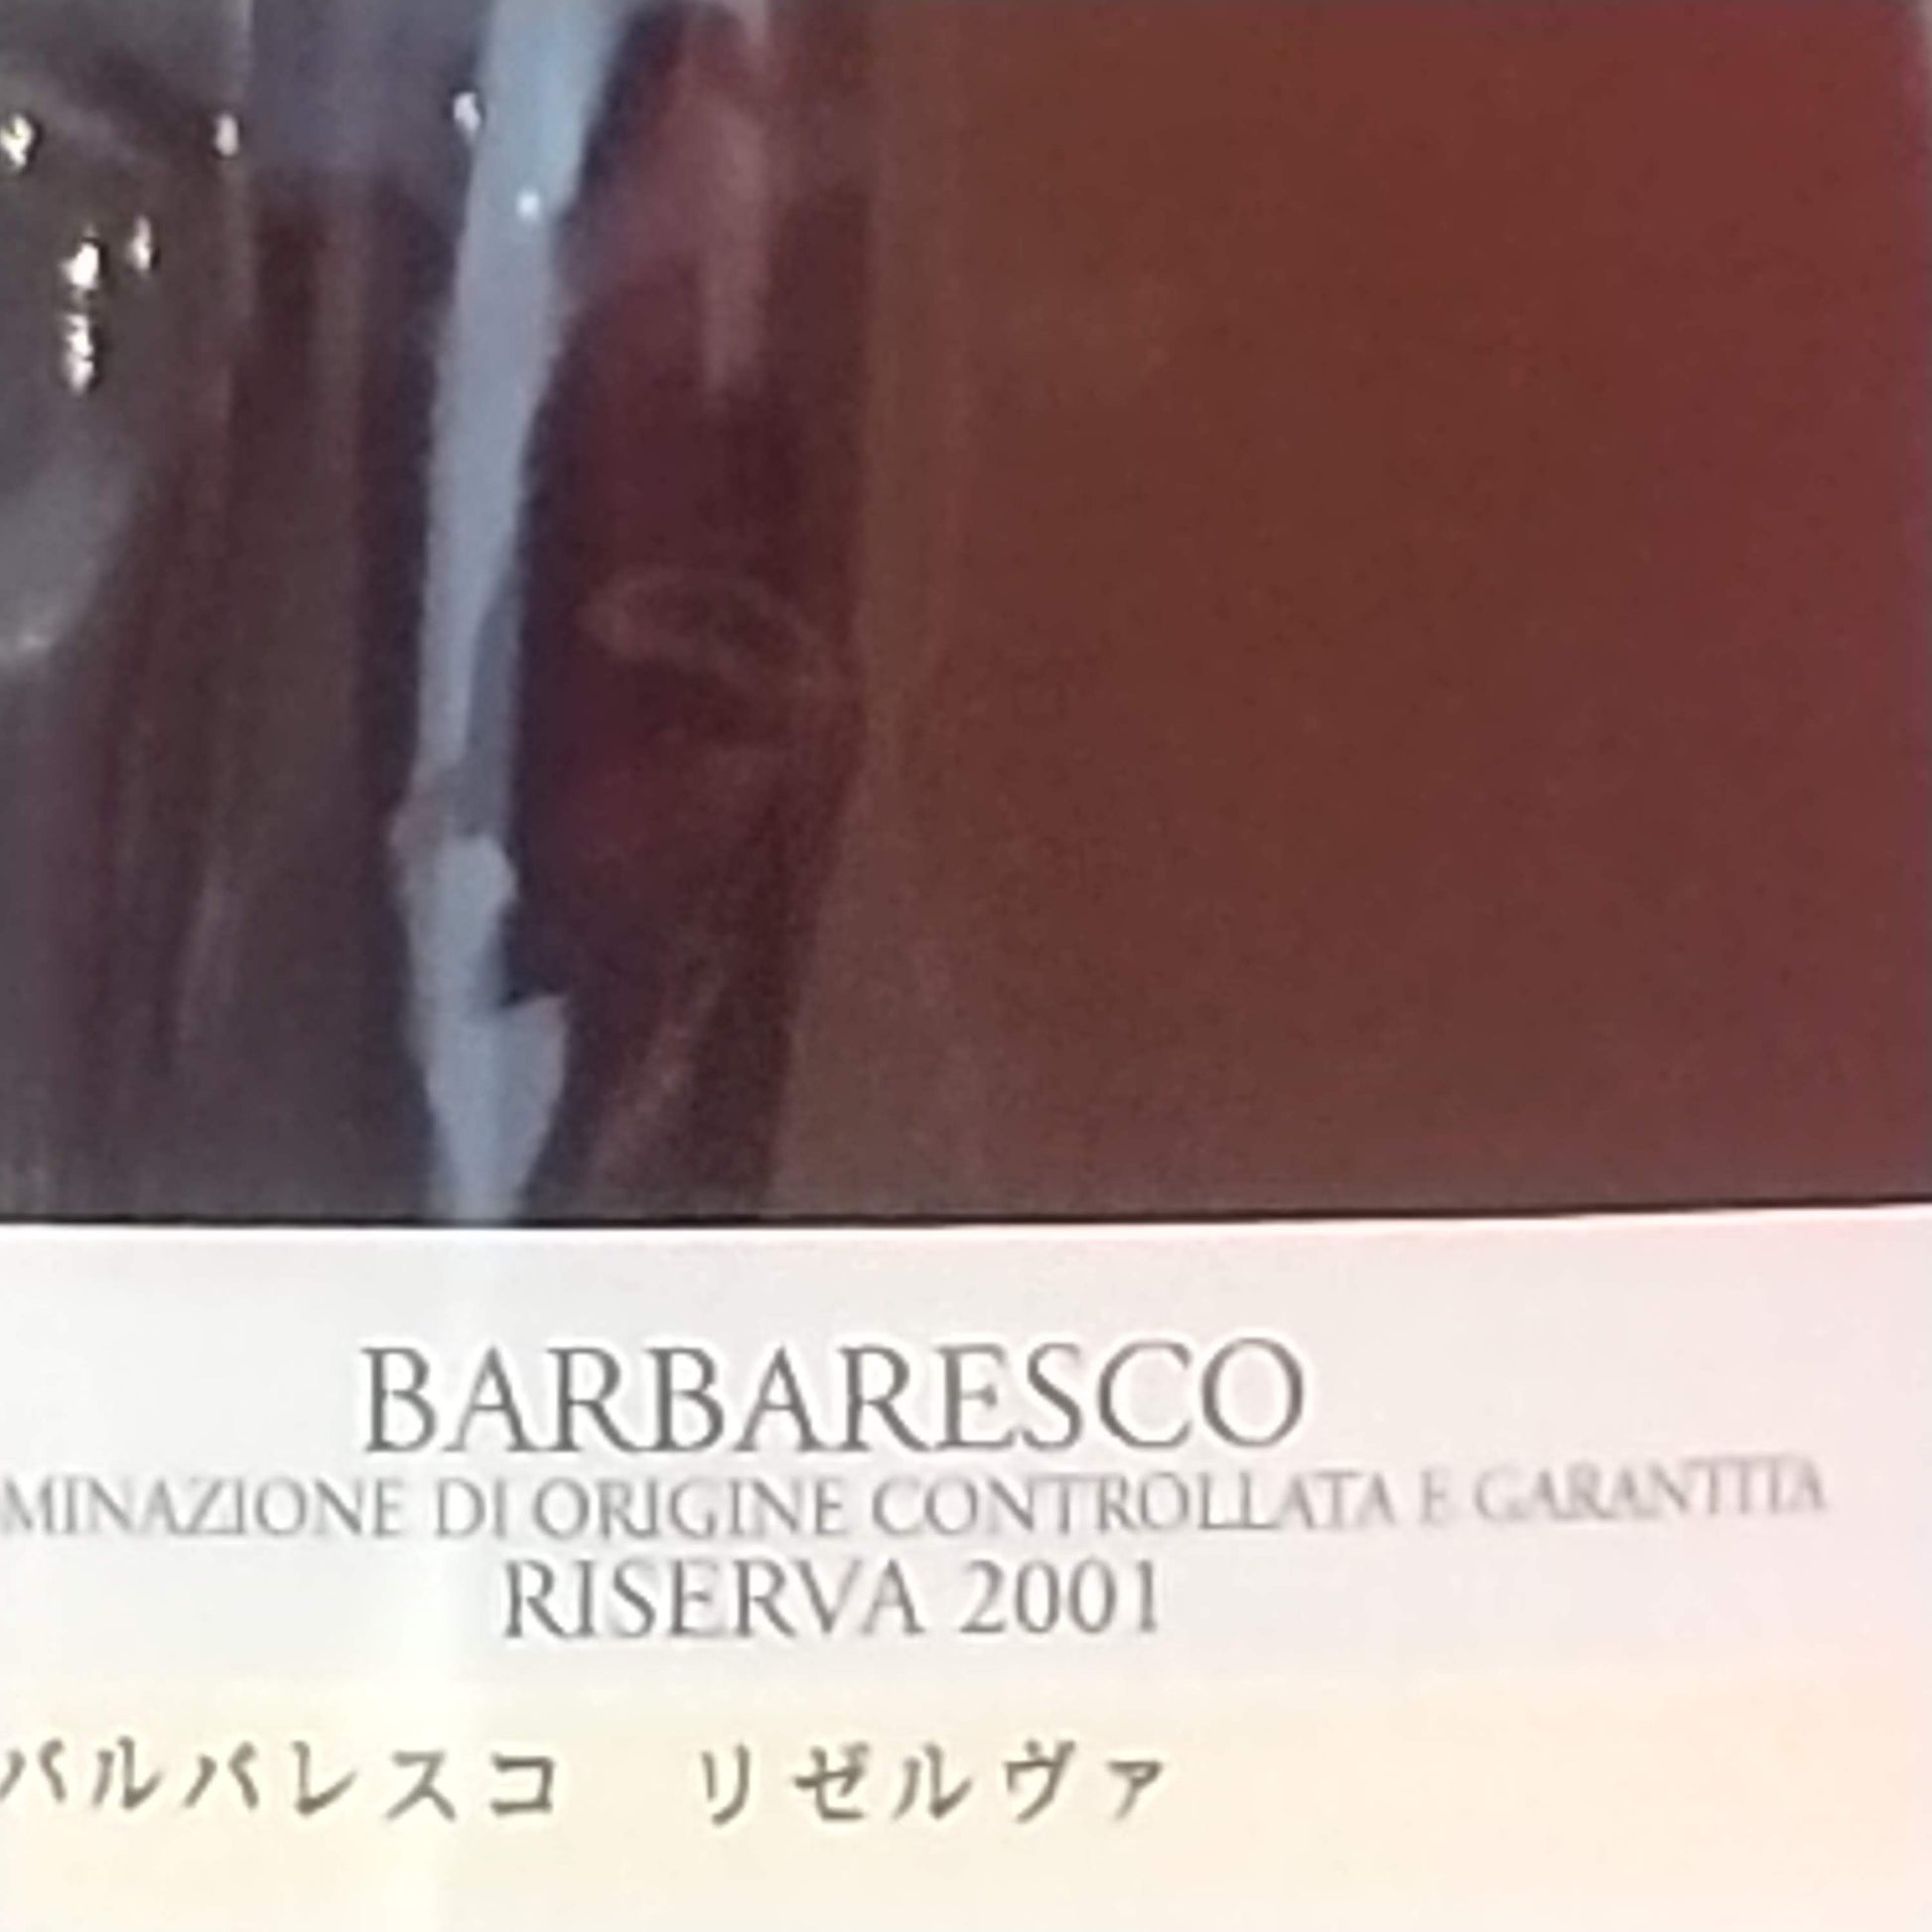 BARBARESCO
MINAZIONE DI ORIGINE CONTROLLATA E GARANTITA
RISERVA 2001
バルバレスコ　リゼルヴァ